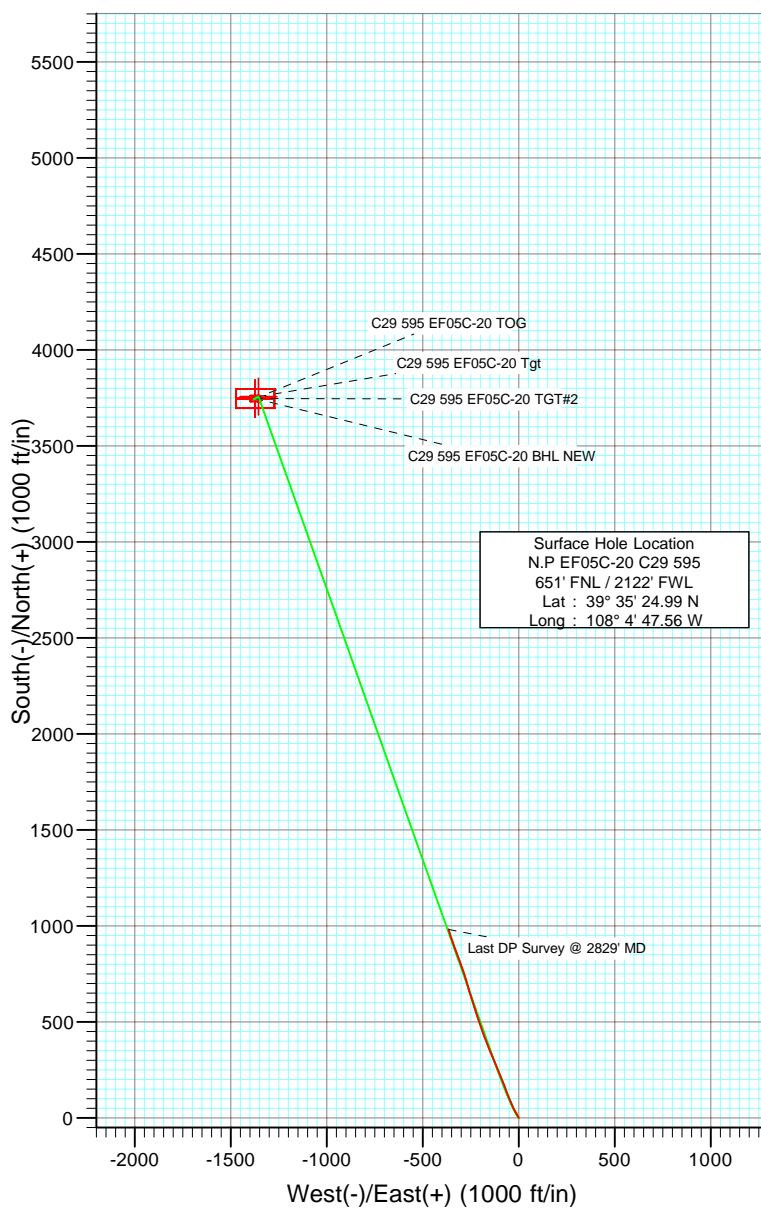 5500
5000
4500
4000
3500
3000
2500
2000
1500
1000
500
0
South(-)/North(+) (1000 ft/in)
C29 595 EF05C-20 TOG
C29 595 EF05C-20 Tgt
C29 595 EF05C-20 TGT#2
C29 595 EF05C-20 BHL NEW
Surface Hole Location
N.P EF05C-20 C29 595
651' FNL / 2122' FWL
Lat : 39° 35' 24.99 N
Long : 108° 4' 47.56 W
Last DP Survey @ 2829' MD
-2000 -1500 -1000 -500 0 500 1000
West(-)/East(+) (1000 ft/in)